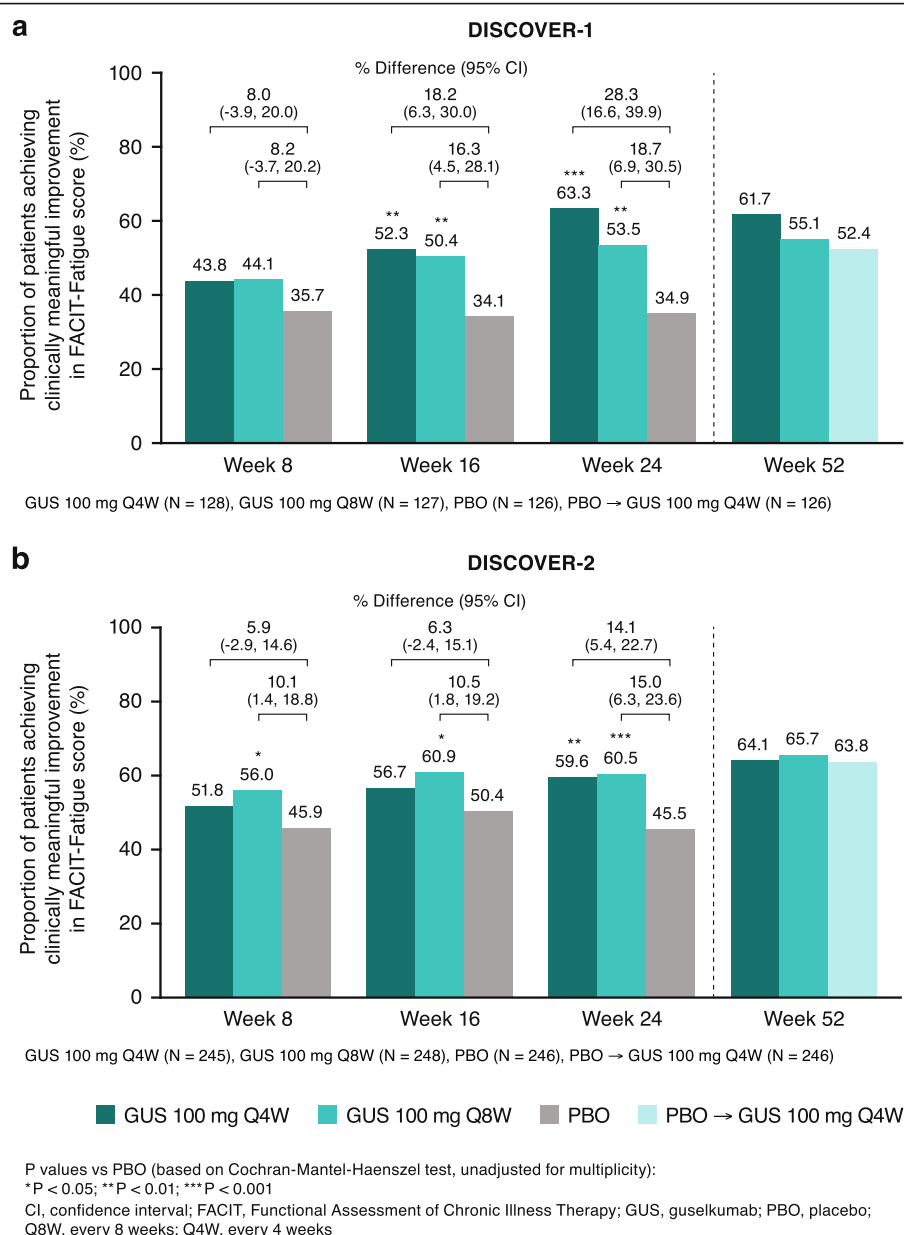 a
DISCOVER-1
% Difference (95% CI)
Proportion of patients achieving
clinically meaningful improvement
in FACIT-Fatigue score (%)
100
80
60
40
20
0
8.0
(-3.9, 20.0)
8.2
(-3.7, 20.2)
43.8
44.1
35.7
18.2
(6.3, 30.0)
16.3
(4.5, 28.1)
**
52.3
**
50.4
34.1
28.3
(16.6, 39.9)
18.7
(6.9, 30.5)
***
63.3
**
53.5
34.9
61.7
55.1
52.4
Week 8
Week 16
Week 24
Week 52
GUS 100 mg Q4W (N = 128), GUS 100 mg Q8W (N = 127), PBO (N = 126), PBO → GUS 100 mg Q4W (N = 126)
b
DISCOVER-2
% Difference (95% CI)
Proportion of patients achieving
clinically meaningful improvement
in FACIT-Fatigue score (%)
100
80
60
40
20
0
5.9
(-2.9, 14.6)
10.1
(1.4, 18.8)
51.8
*
56.0
45.9
6.3
(-2.4, 15.1)
10.5
(1.8, 19.2)
56.7
*
60.9
50.4
14.1
(5.4, 22.7)
15.0
(6.3, 23.6)
**
59.6
***
60.5
45.5
64.1
65.7
63.8
Week 8
Week 16
Week 24
Week 52
GUS 100 mg Q4W (N = 245), GUS 100 mg Q8W (N = 248), PBO (N = 246), PBO → GUS 100 mg Q4W (N = 246)
GUS 100 mg Q4W
GUS 100 mg Q8W
PBO
PBO → GUS 100 mg Q4W
P values vs PBO (based on Cochran-Mantel-Haenszel test, unadjusted for multiplicity):
*P < 0.05; **P < 0.01; ***P < 0.001
CI, confidence interval; FACIT, Functional Assessment of Chronic Illness Therapy; GUS, guselkumab; PBO, placebo;
Q8W, every 8 weeks; Q4W, every 4 weeks